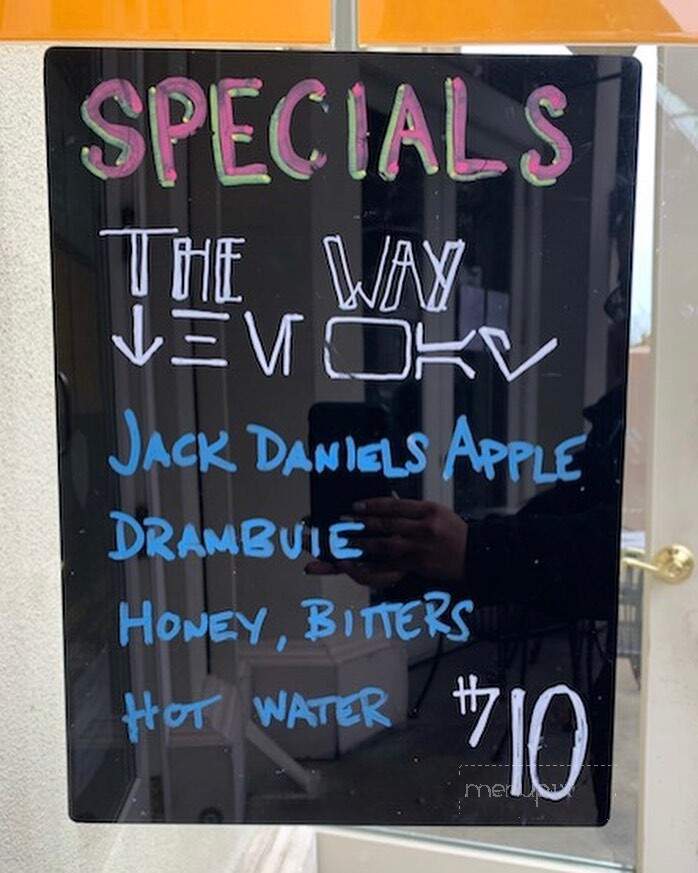 SPECIALS
THE WAY
JACK DANIELS APPLE
DRAMBUIE
HONEY, BITTERS
HOT WATER
10
menupix